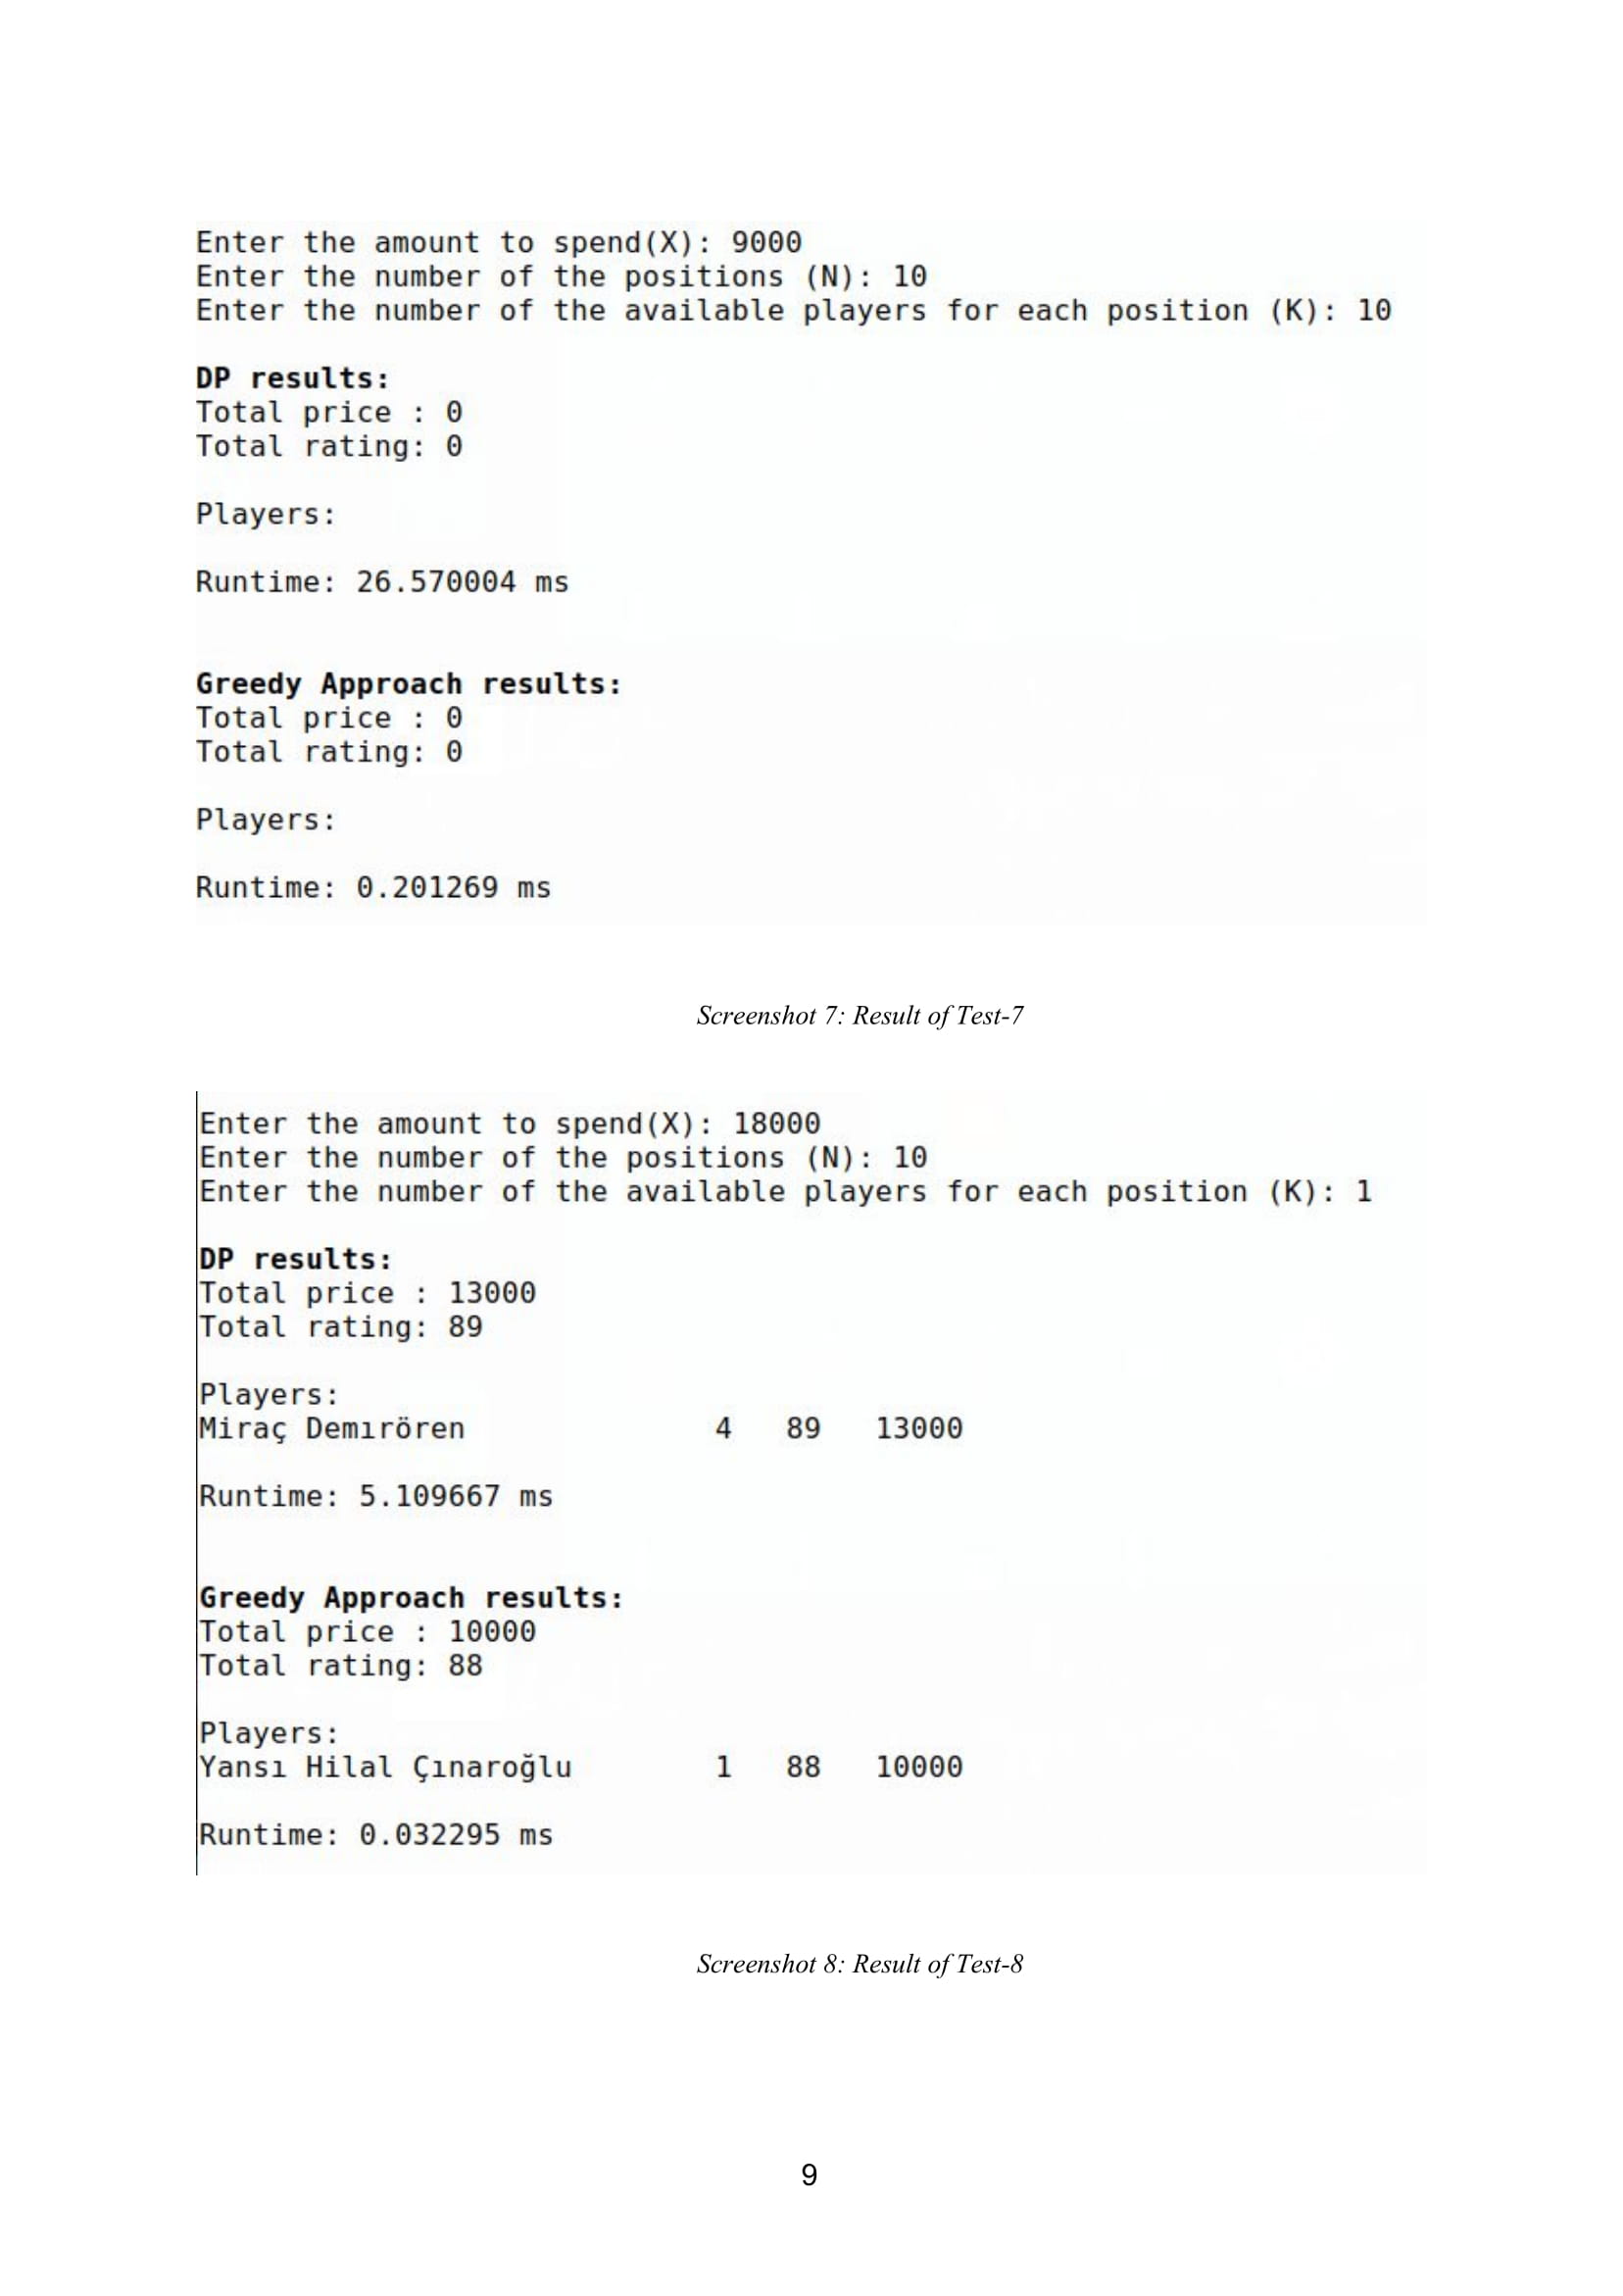 Enter the amount to spend(X): 9000
Enter the number of the positions (N): 10
Enter the number of the available players for each position (K): 10
DP results:
Total price : 0
Total rating: 0
Players:
Runtime: 26.570004 ms
Greedy Approach results:
Total price : 0
Total rating: 0
Players:
Runtime: 0.201269 ms
Screenshot 7: Result of Test-7
Enter the amount to spend(X): 18000
Enter the number of the positions (N): 10
Enter the number of the available players for each position (K): 1
DP results:
Total price : 13000
Total rating: 89
Players:
Miraç Demırören 4 89 13000
Runtime: 5.109667 ms
Greedy Approach results:
Total price : 10000
Total rating: 88
Players:
Yansı Hilal Çınaroğlu 1 88 10000
Runtime: 0.032295 ms
Screenshot 8: Result of Test-8
9